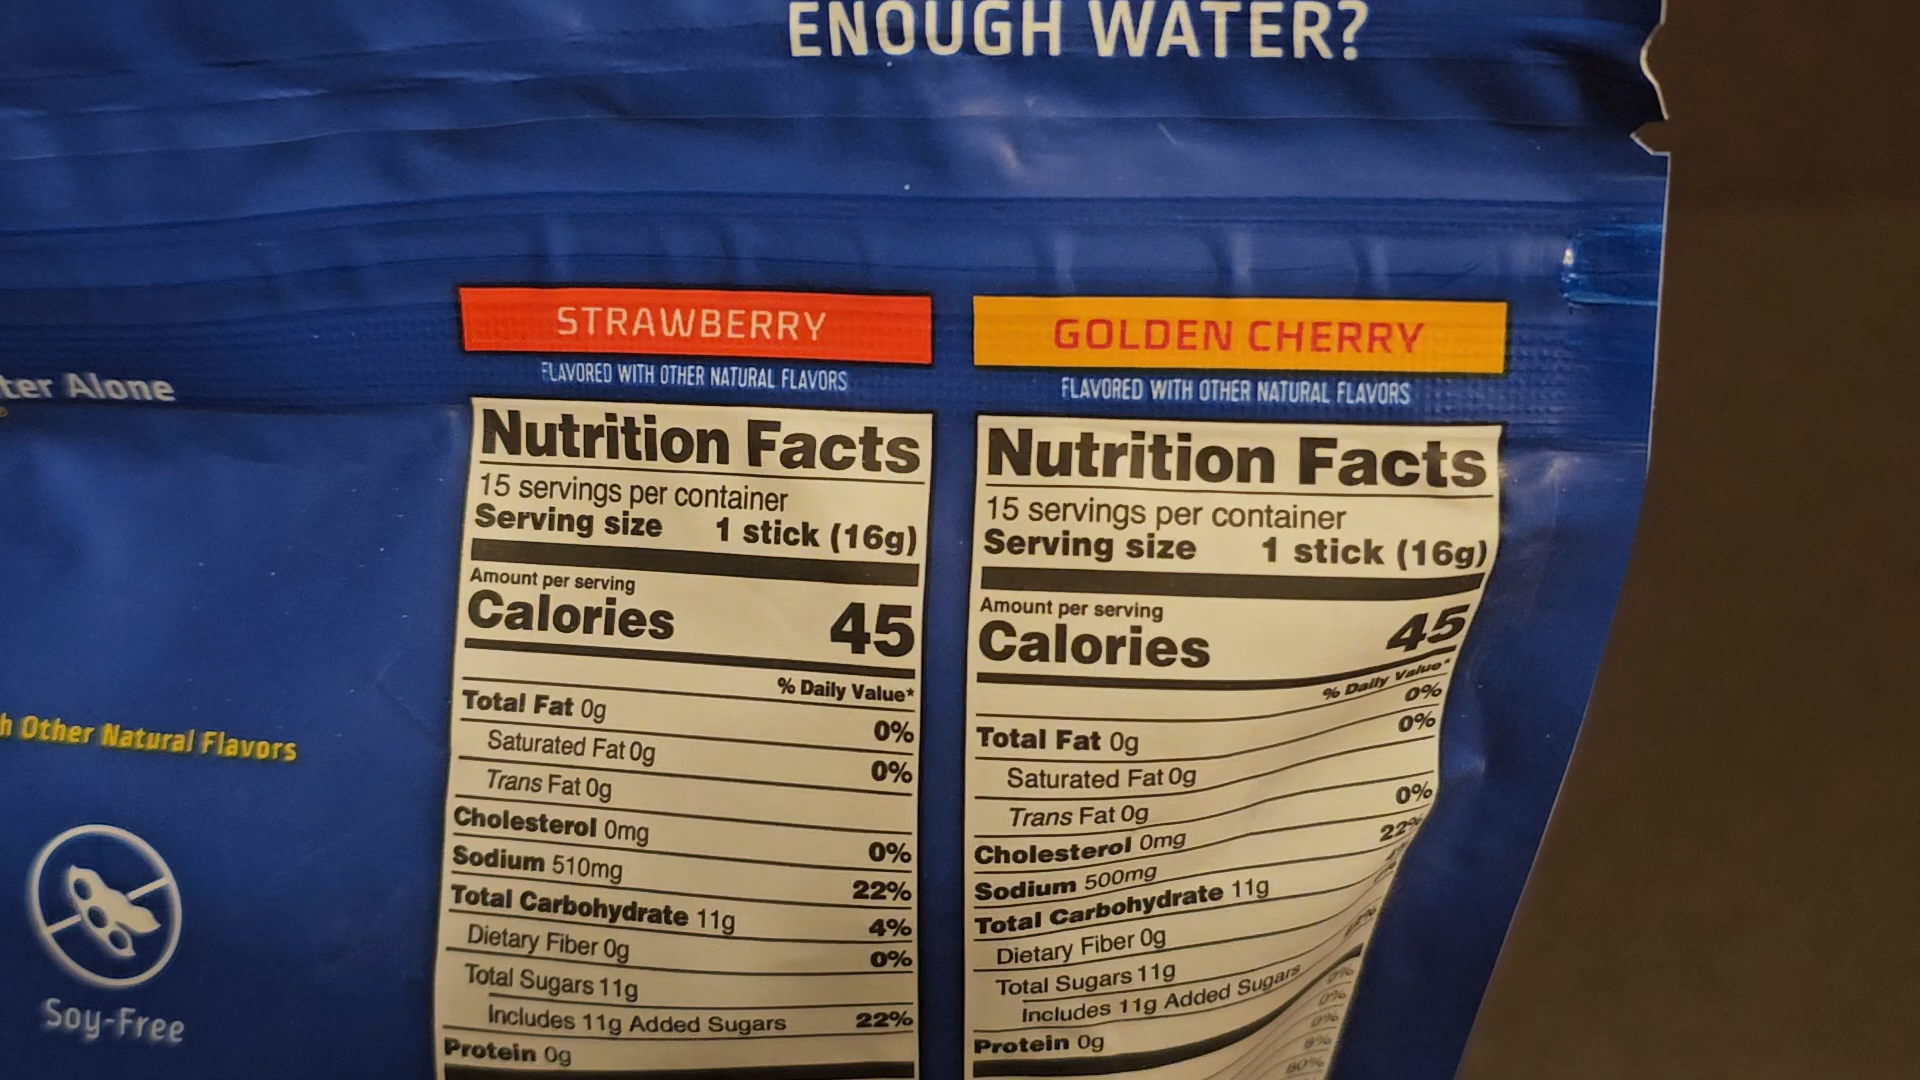 ENOUGH WATER?
ter Alone
h Other Natural Flavors
Soy-Free
STRAWBERRY
FLAVORED WITH OTHER NATURAL FLAVORS
Nutrition Facts
15 servings per container
Serving size 1 stick (16g)
Amount per serving
Calories 45
% Daily Value*
Total Fat 0g 0%
Saturated Fat 0g 0%
Trans Fat 0g
Cholesterol 0mg 0%
Sodium 510mg 22%
Total Carbohydrate 11g 4%
Dietary Fiber 0g 0%
Total Sugars 11g
Includes 11g Added Sugars 22%
Protein 0g
GOLDEN CHERRY
FLAVORED WITH OTHER NATURAL FLAVORS
Nutrition Facts
15 servings per container
Serving size 1 stick (16g)
Amount per serving
Calories 45
% Daily Value*
Total Fat 0g 0%
Saturated Fat 0g 0%
Trans Fat 0g
Cholesterol 0mg 0%
Sodium 500mg 22%
Total Carbohydrate 11g
Dietary Fiber 0g
Total Sugars 11g
Includes 11g Added Sugars
Protein 0g
0%
0%
0%
8%
80%